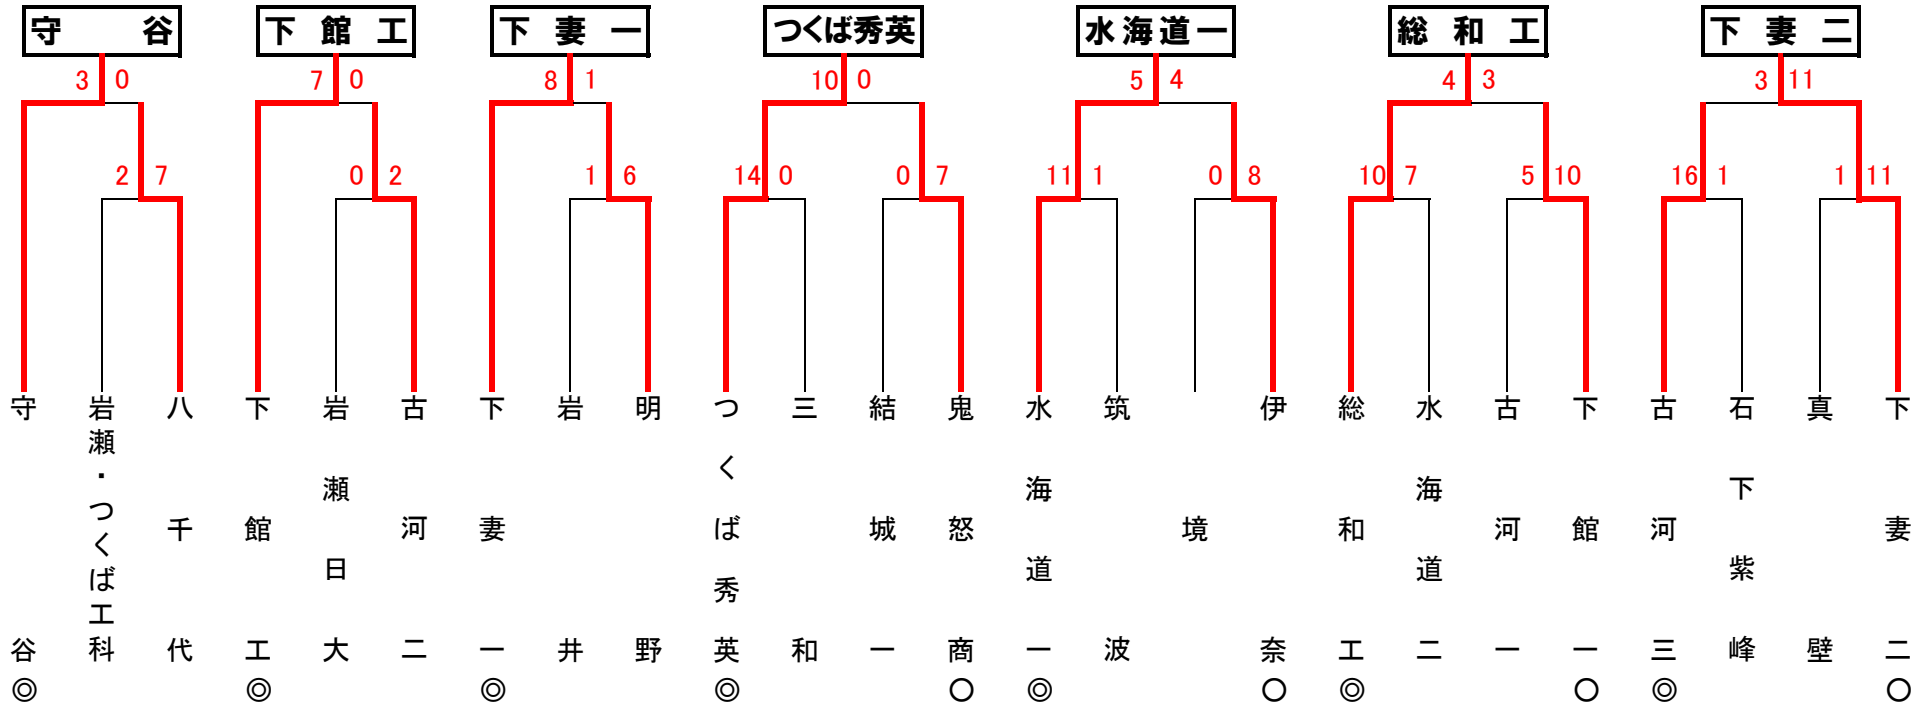 守　谷
下 館 工
下 妻 一
つくば秀英
水海道一
総 和 工
下 妻 二
3 0
7 0
8 1
10 0
5 4
4 3
3 11
2 7
0 2
1 6
14 0
0 7
11 1
0 8
10 7
5 10
16 1
1 11
守谷◎
岩瀬・つくば工科
八千代
下館工◎
岩瀬日大
古河二
下妻一◎
岩井
明野
つくば秀英◎
三和
結城一
鬼怒商○
水海道一◎
筑波
境
伊奈○
総和工◎
水海道二
古河一
下館一○
古河三◎
石下紫峰
真壁
下妻二○